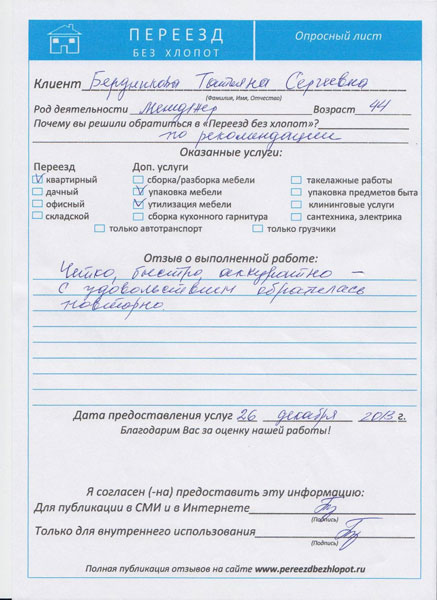 ПЕРЕЕЗД
БЕЗ ХЛОПОТ
Опросный лист
Клиент Бердникова Татьяна Сергеевна
(Фамилия, Имя, Отчество)
Род деятельности менеджер Возраст 44
Почему вы решили обратиться в «Переезд без хлопот»?
по рекомендации
Оказанные услуги:
Переезд Доп. услуги
квартирный сборка/разборка мебели такелажные работы
дачный упаковка мебели упаковка предметов быта
офисный утилизация мебели клининговые услуги
складской сборка кухонного гарнитура сантехника, электрика
только автотранспорт только грузчики
Отзыв о выполненной работе:
Четко, быстро, аккуратно –
с удовольствием обратилась
повторно.
Дата предоставления услуг 26 декабря 2013 г.
Благодарим Вас за оценку нашей работы!
Я согласен (-на) предоставить эту информацию:
Для публикации в СМИ и в Интернете
(Подпись)
Только для внутреннего использования
(Подпись)
Полная публикация отзывов на сайте www.pereezdbezhlopot.ru